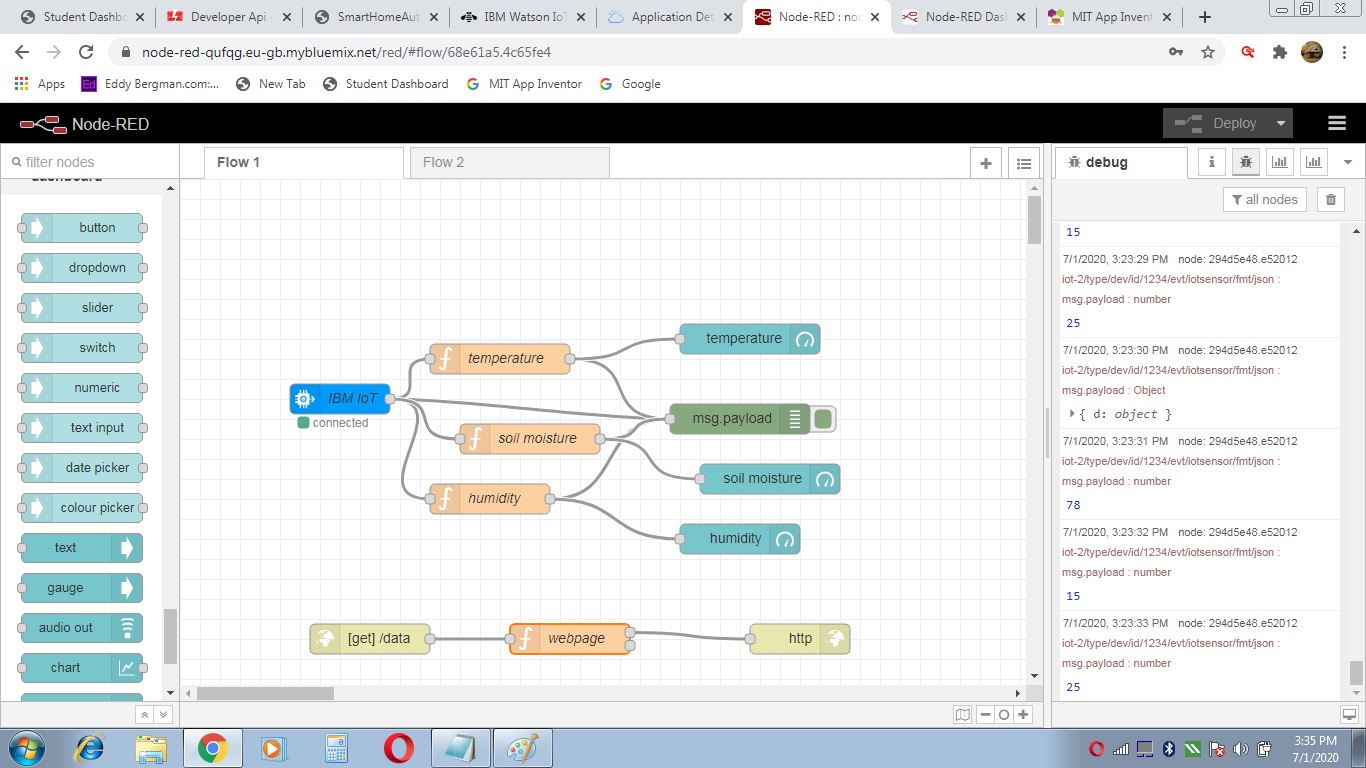 Student Dashb
Developer Api -
SmartHomeAut
IBM Watson IoT
Application Det
Node-RED : nod
Node-RED Das
MIT App Invent
node-red-qufqg.eu-gb.mybluemix.net/red/#flow/68e61a5.4c65fe4
Apps
Ed
Eddy Bergman.com:...
New Tab
Student Dashboard
MIT App Inventor
Google
Node-RED
Deploy
filter nodes
dashboard
button
dropdown
slider
switch
numeric
text input
date picker
colour picker
text
gauge
audio out
chart
Flow 1
Flow 2
temperature
temperature
IBM IoT
connected
msg.payload
soil moisture
soil moisture
humidity
humidity
[get] /data
webpage
http
debug
all nodes
15
7/1/2020, 3:23:29 PM node: 294d5e48.e52012
iot-2/type/dev/id/1234/evt/iotsensor/fmt/json :
msg.payload : number
25
7/1/2020, 3:23:30 PM node: 294d5e48.e52012
iot-2/type/dev/id/1234/evt/iotsensor/fmt/json :
msg.payload : Object
{ d: object }
7/1/2020, 3:23:31 PM node: 294d5e48.e52012
iot-2/type/dev/id/1234/evt/iotsensor/fmt/json :
msg.payload : number
78
7/1/2020, 3:23:32 PM node: 294d5e48.e52012
iot-2/type/dev/id/1234/evt/iotsensor/fmt/json :
msg.payload : number
15
7/1/2020, 3:23:33 PM node: 294d5e48.e52012
iot-2/type/dev/id/1234/evt/iotsensor/fmt/json :
msg.payload : number
25
3:35 PM
7/1/2020